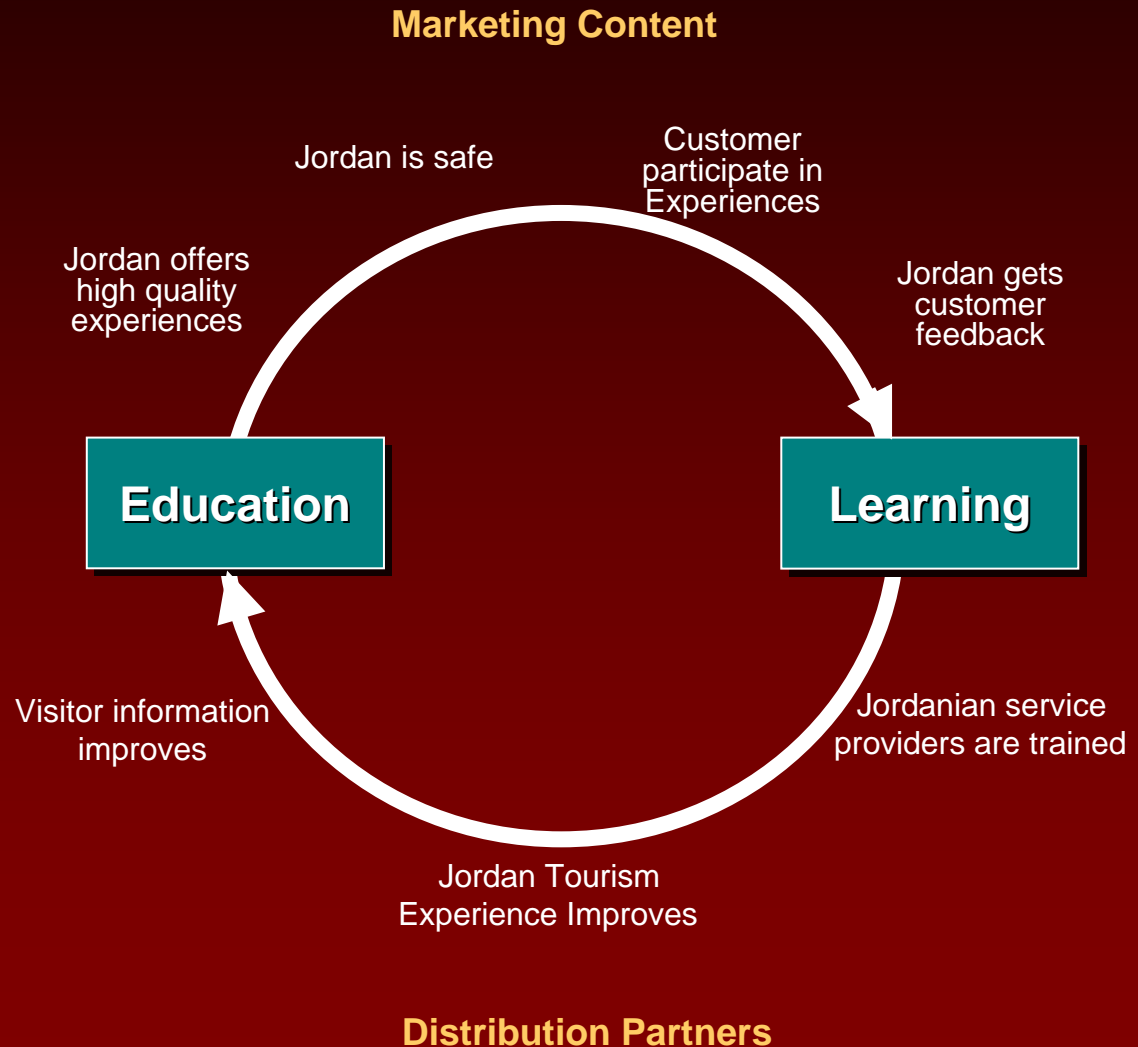 Marketing Content
Jordan is safe
Customer
participate in
Experiences
Jordan offers
high quality
experiences
Jordan gets
customer
feedback
Education
Learning
Visitor information
improves
Jordanian service
providers are trained
Jordan Tourism
Experience Improves
Distribution Partners